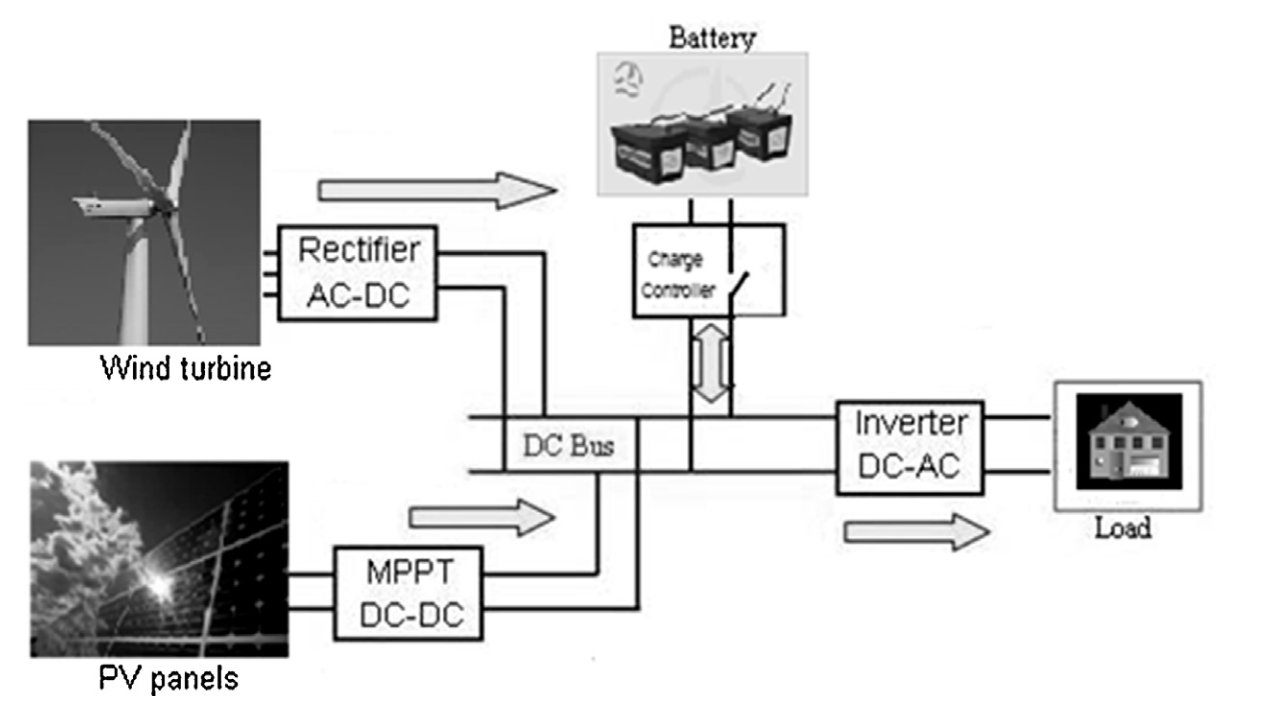 Battery
Rectifier
AC-DC
Charge
Controller
Wind turbine
DC Bus
Inverter
DC-AC
Load
MPPT
DC-DC
PV panels